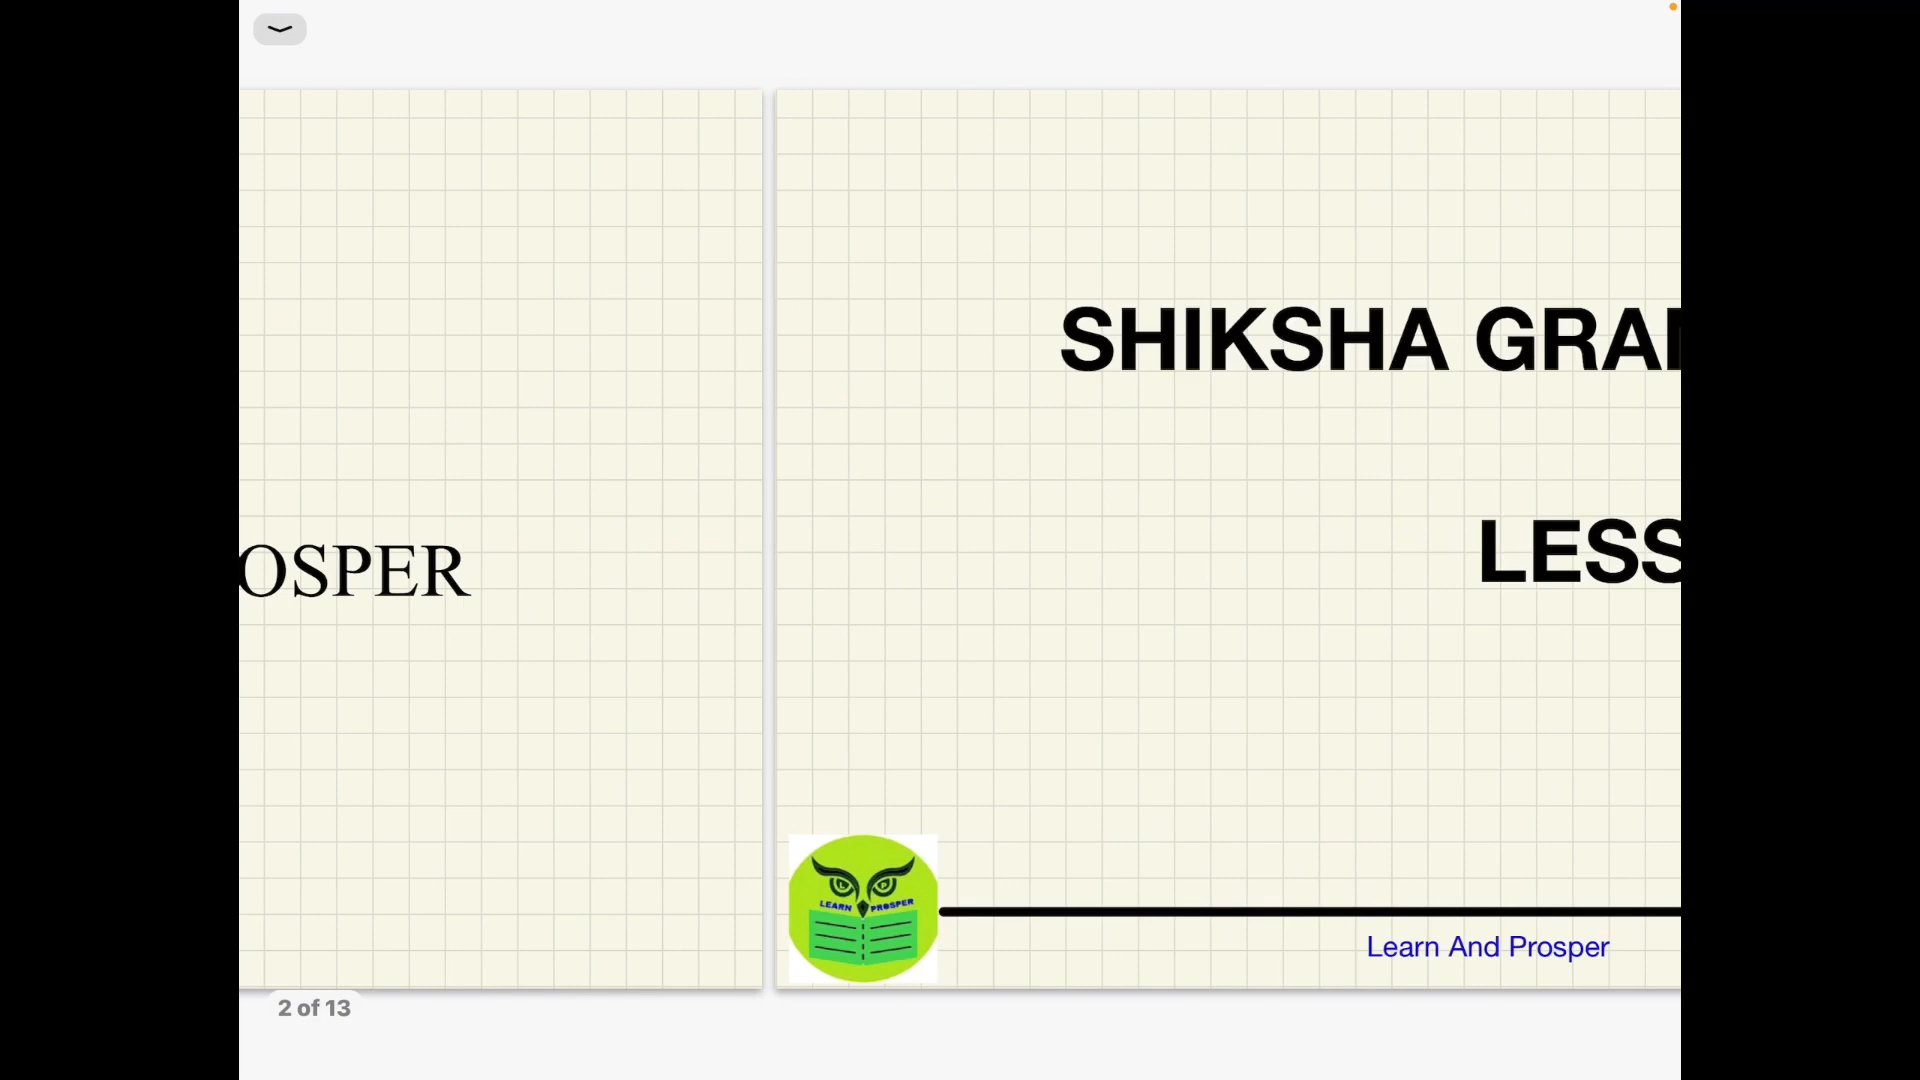 OSPER
SHIKSHA GRA
LESS
LEARN PROSPER
Learn And Prosper
2 of 13